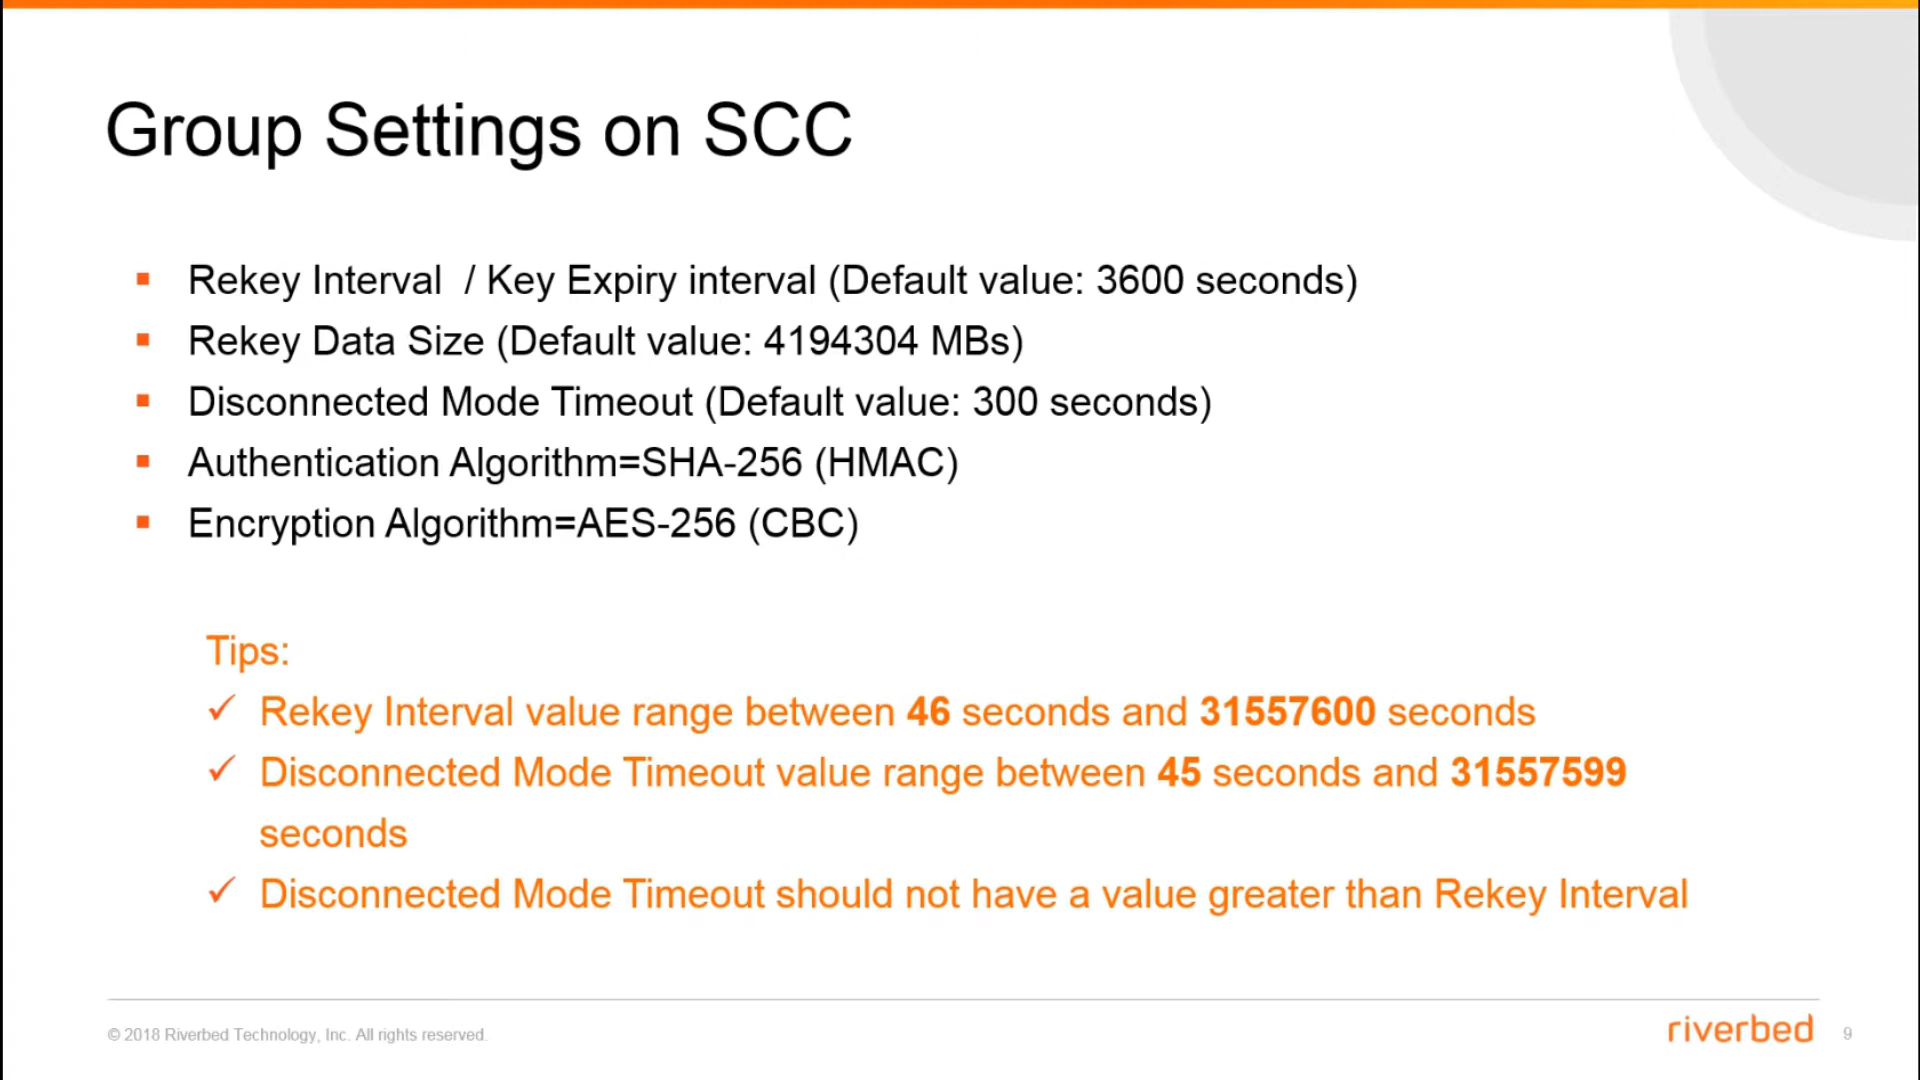 Group Settings on SCC
▪ Rekey Interval / Key Expiry interval (Default value: 3600 seconds)
▪ Rekey Data Size (Default value: 4194304 MBs)
▪ Disconnected Mode Timeout (Default value: 300 seconds)
▪ Authentication Algorithm=SHA-256 (HMAC)
▪ Encryption Algorithm=AES-256 (CBC)
Tips:
✓ Rekey Interval value range between 46 seconds and 31557600 seconds
✓ Disconnected Mode Timeout value range between 45 seconds and 31557599
seconds
✓ Disconnected Mode Timeout should not have a value greater than Rekey Interval
© 2018 Riverbed Technology, Inc. All rights reserved.
riverbed
9